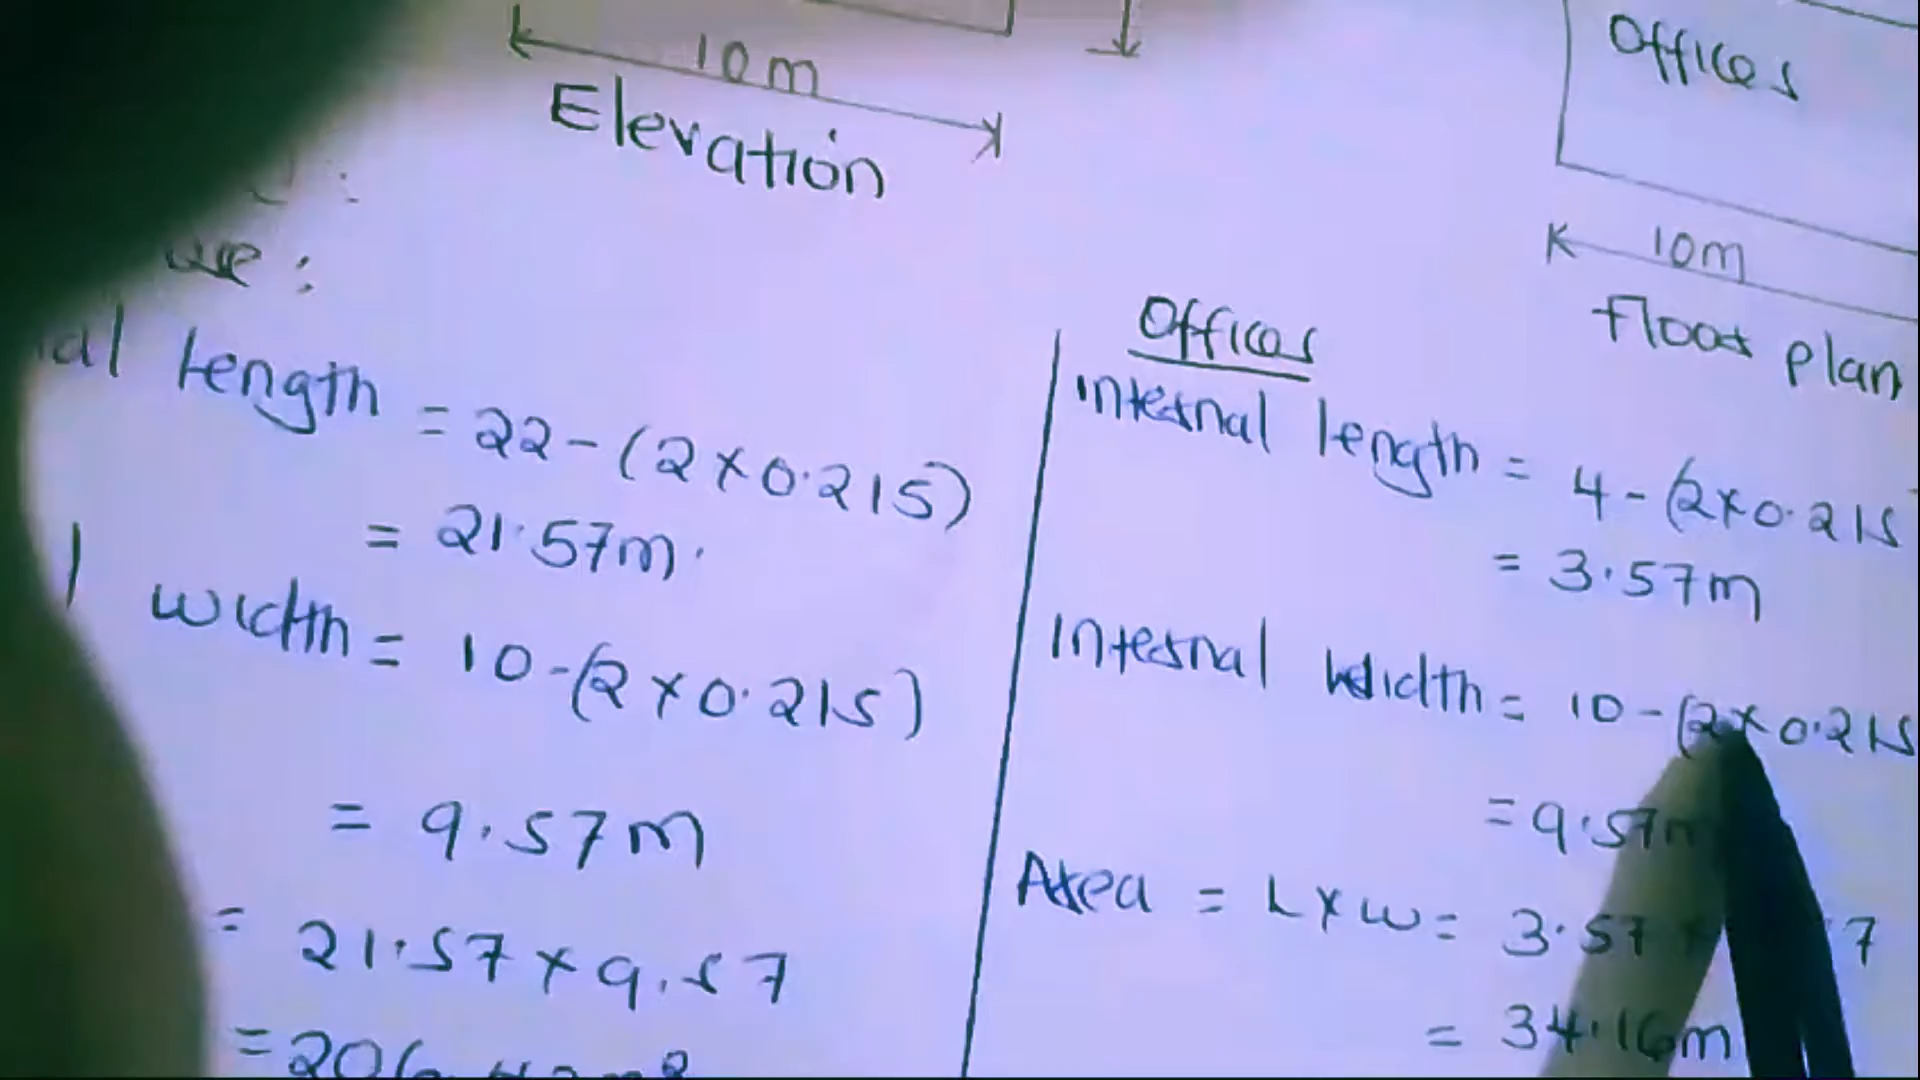 10m
Elevation
Offices
10m
Floor plan
length = 22-(2×0.215)
= 21.57m.
width = 10-(2×0.215)
= 9.57m
= 21.57×9.57
Offices
Internal length = 4-(2×0.215
= 3.57m
Internal Width = 10-(2×0.215
=9.57m
Area = L×W= 3.57 × 7
= 34.16m